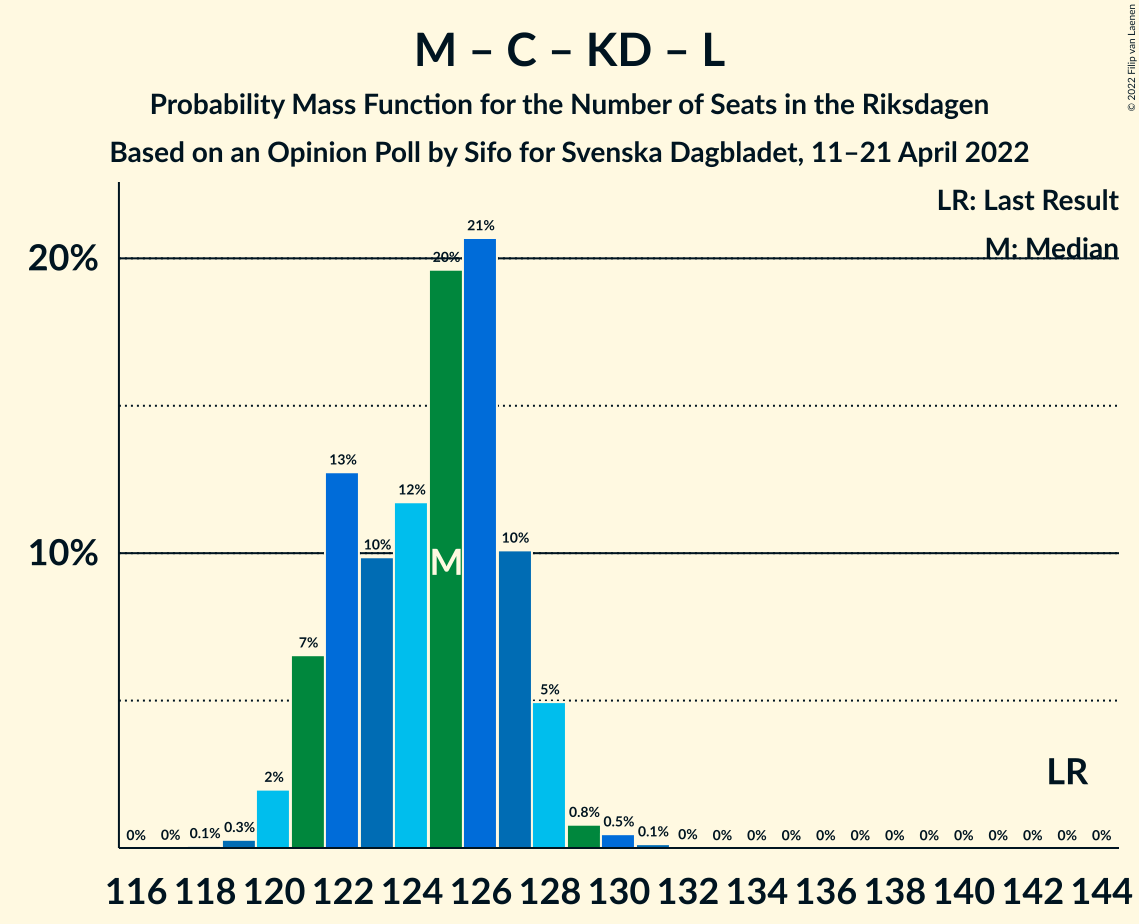 M – C – KD – L
Probability Mass Function for the Number of Seats in the Riksdagen
Based on an Opinion Poll by Sifo for Svenska Dagbladet, 11–21 April 2022
© 2022 Filip van Laenen
LR: Last Result
M: Median
20%
10%
0% 0% 0.1% 0.3% 2% 7% 13% 10% 12% 20% 21% 10% 5% 0.8% 0.5% 0.1% 0% 0% 0% 0% 0% 0% 0% 0% 0% 0% 0% 0% 0%
M
LR
116 118 120 122 124 126 128 130 132 134 136 138 140 142 144